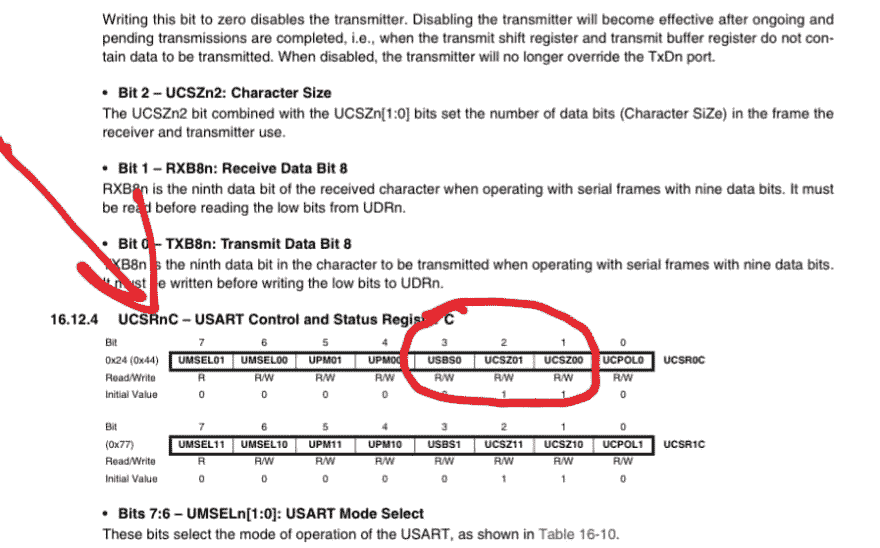 Writing this bit to zero disables the transmitter. Disabling the transmitter will become effective after ongoing and
pending transmissions are completed, i.e., when the transmit shift register and transmit buffer register do not con-
tain data to be transmitted. When disabled, the transmitter will no longer override the TxDn port.
• Bit 2 – UCSZn2: Character Size
The UCSZn2 bit combined with the UCSZn[1:0] bits set the number of data bits (Character SiZe) in the frame the
receiver and transmitter use.
• Bit 1 – RXB8n: Receive Data Bit 8
RXB8n is the ninth data bit of the received character when operating with serial frames with nine data bits. It must
be read before reading the low bits from UDRn.
• Bit 0 – TXB8n: Transmit Data Bit 8
TXB8n is the ninth data bit in the character to be transmitted when operating with serial frames with nine data bits.
It must be written before writing the low bits to UDRn.
16.12.4 UCSRnC – USART Control and Status Register C
Bit 7 6 5 4 3 2 1 0
0x24 (0x44) UMSEL01 UMSEL00 UPM01 UPM00 USBS0 UCSZ01 UCSZ00 UCPOL0 UCSR0C
Read/Write R R/W R/W R/W R/W R/W R/W R/W
Initial Value 0 0 0 0 0 1 1 0
Bit 7 6 5 4 3 2 1 0
(0x77) UMSEL11 UMSEL10 UPM11 UPM10 USBS1 UCSZ11 UCSZ10 UCPOL1 UCSR1C
Read/Write R R/W R/W R/W R/W R/W R/W R/W
Initial Value 0 0 0 0 0 1 1 0
• Bits 7:6 – UMSELn[1:0]: USART Mode Select
These bits select the mode of operation of the USART, as shown in Table 16-10.